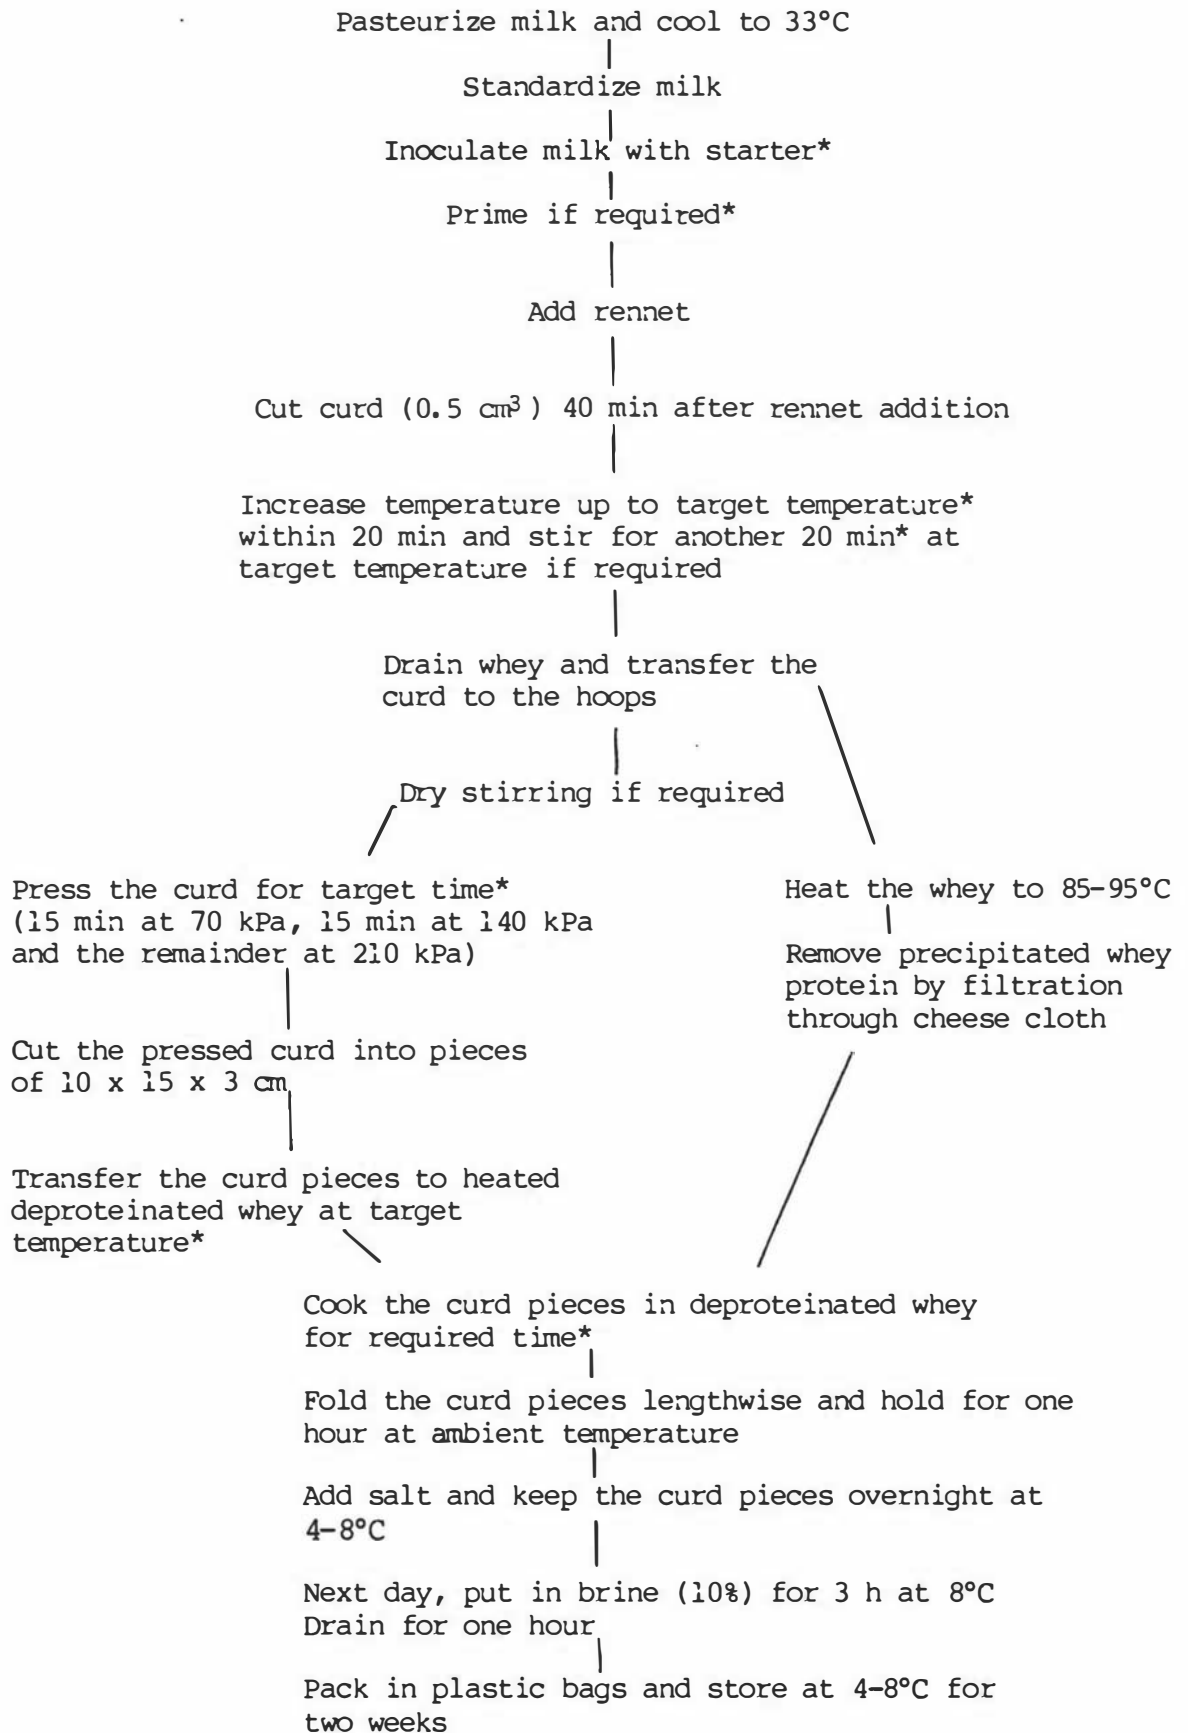 Pasteurize milk and cool to 33°C
Standardize milk
Inoculate milk with starter*
Prime if required*
Add rennet
Cut curd (0.5 cm³) 40 min after rennet addition
Increase temperature up to target temperature*
within 20 min and stir for another 20 min* at
target temperature if required
Drain whey and transfer the
curd to the hoops
Dry stirring if required
Press the curd for target time*
(15 min at 70 kPa, 15 min at 140 kPa
and the remainder at 210 kPa)
Cut the pressed curd into pieces
of 10 x 15 x 3 cm
Transfer the curd pieces to heated
deproteinated whey at target
temperature*
Heat the whey to 85-95°C
Remove precipitated whey
protein by filtration
through cheese cloth
Cook the curd pieces in deproteinated whey
for required time*
Fold the curd pieces lengthwise and hold for one
hour at ambient temperature
Add salt and keep the curd pieces overnight at
4-8°C
Next day, put in brine (10%) for 3 h at 8°C
Drain for one hour
Pack in plastic bags and store at 4-8°C for
two weeks